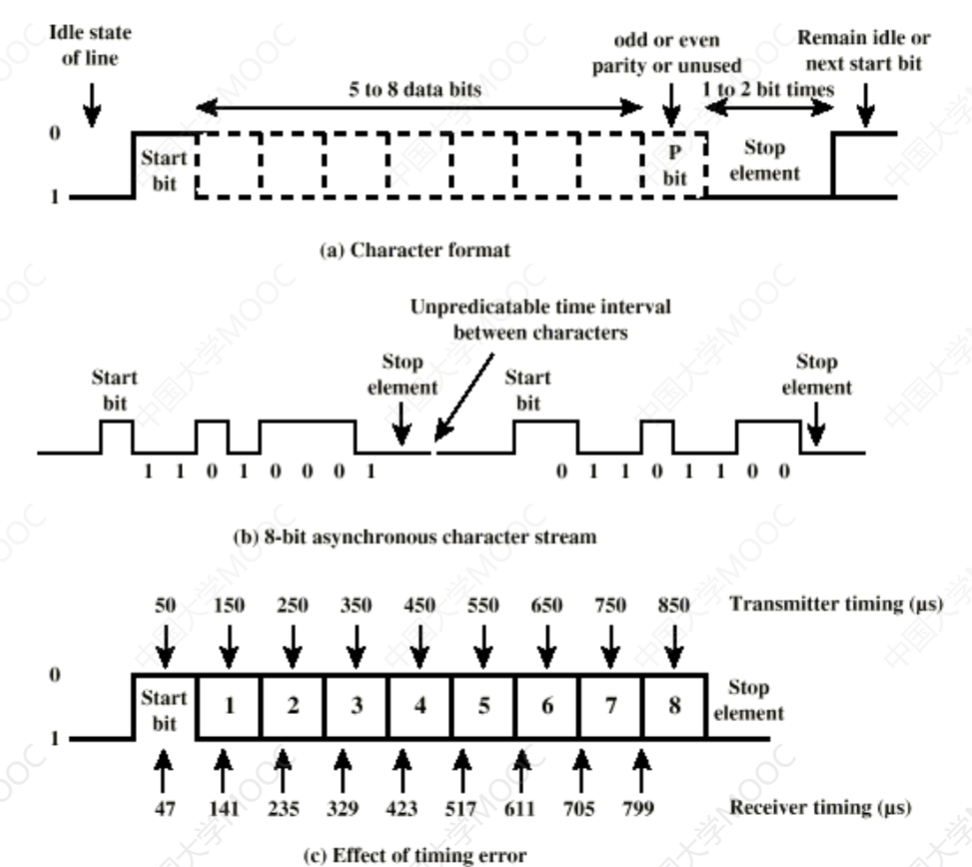 Idle state
of line
5 to 8 data bits
odd or even
parity or unused
1 to 2 bit times
Remain idle or
next start bit
0
1
Start
bit
P
bit
Stop
element
(a) Character format
Unpredicatable time interval
between characters
Start
bit
Stop
element
Start
bit
Stop
element
1 1 0 1 0 0 0 1
0 1 1 0 1 1 0 0
(b) 8-bit asynchronous character stream
50 150 250 350 450 550 650 750 850 Transmitter timing (μs)
0
1
Start
bit
1 2 3 4 5 6 7 8
Stop
element
47 141 235 329 423 517 611 705 799 Receiver timing (μs)
(c) Effect of timing error
中国大学MOOC